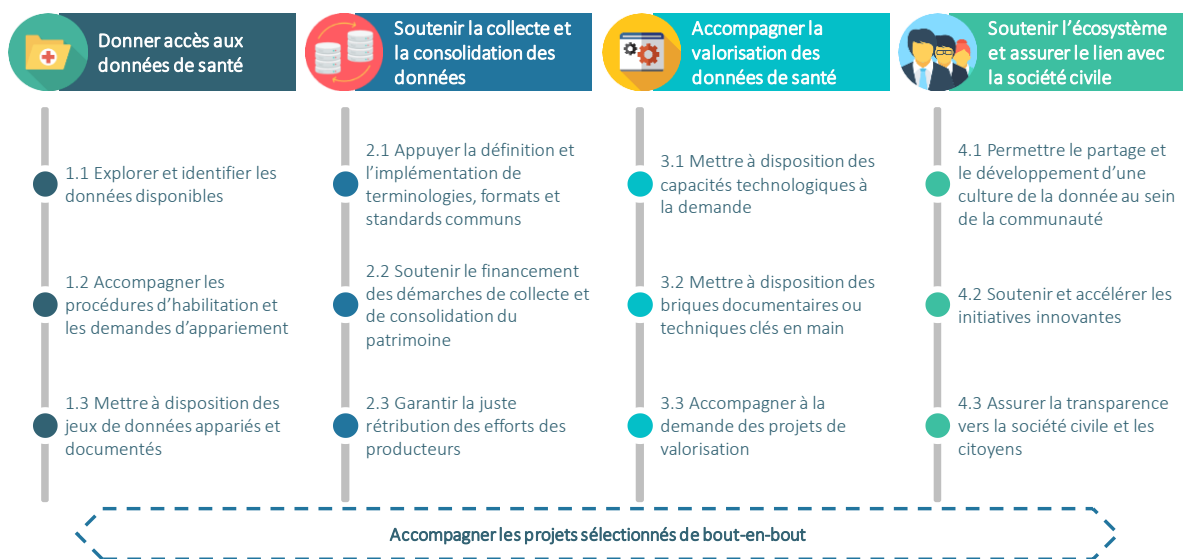 Donner accès aux
données de santé
1.1 Explorer et identifier les
données disponibles
1.2 Accompagner les
procédures d'habilitation et
les demandes d'appariement
1.3 Mettre à disposition des
jeux de données appariés et
documentés
Soutenir la collecte et
la consolidation des
données
2.1 Appuyer la définition et
l'implémentation de
terminologies, formats et
standards communs
2.2 Soutenir le financement
des démarches de collecte et
de consolidation du
patrimoine
2.3 Garantir la juste
rétribution des efforts des
producteurs
Accompagner la
valorisation des
données de santé
3.1 Mettre à disposition des
capacités technologiques à
la demande
3.2 Mettre à disposition des
briques documentaires ou
techniques clés en main
3.3 Accompagner à la
demande des projets de
valorisation
Soutenir l'écosystème
et assurer le lien avec
la société civile
4.1 Permettre le partage et
le développement d'une
culture de la donnée au sein
de la communauté
4.2 Soutenir et accélérer les
initiatives innovantes
4.3 Assurer la transparence
vers la société civile et les
citoyens
Accompagner les projets sélectionnés de bout-en-bout